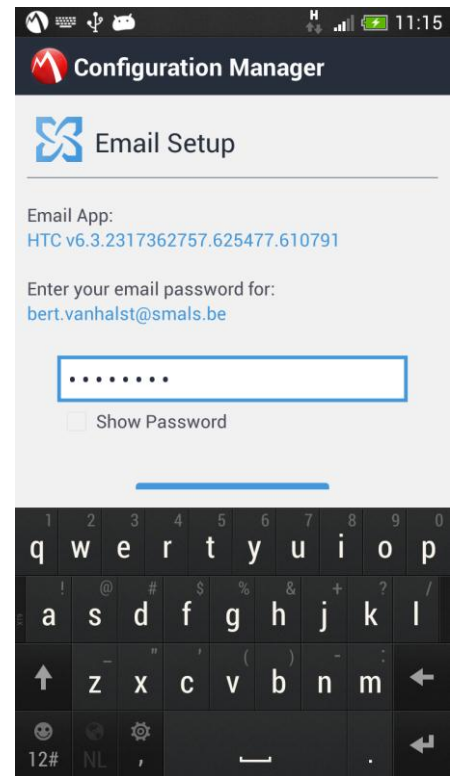 H 11:15
Configuration Manager
Email Setup
Email App:
HTC v6.3.2317362757.625477.610791
Enter your email password for:
bert.vanhalst@smals.be
••••••••
Show Password
1 2 3 4 5 6 7 8 9 0
q w e r t y u i o p
! @ # $ % & + ? /
a s d f g h j k l
_ " ' ( ) - :
z x c v b n m
12# NL , .